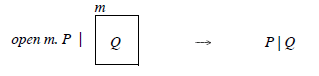 m
open m. P | Q → P | Q